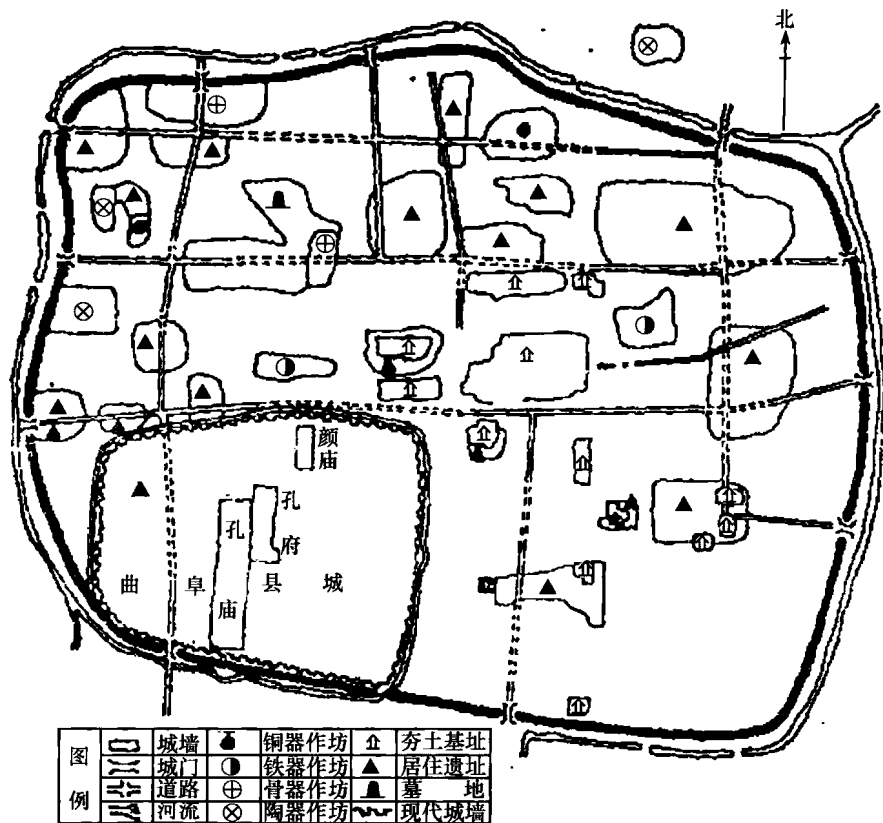 北
颜
庙
孔
府
孔
庙
曲阜县城
图例
城墙 铜器作坊 夯土基址
城门 铁器作坊 居住遗址
道路 骨器作坊 墓地
河流 陶器作坊 现代城墙